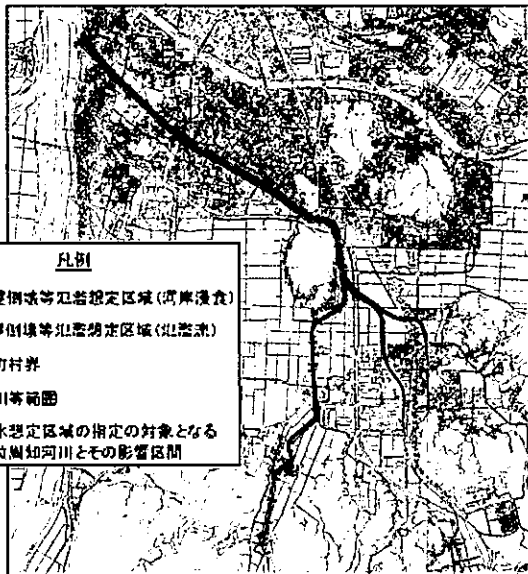 凡例
倒壊等氾濫想定区域(河岸浸食)
倒壊等氾濫想定区域(氾濫流)
町村界
川等範囲
水想定区域の指定の対象となる
位周知河川とその影響区間